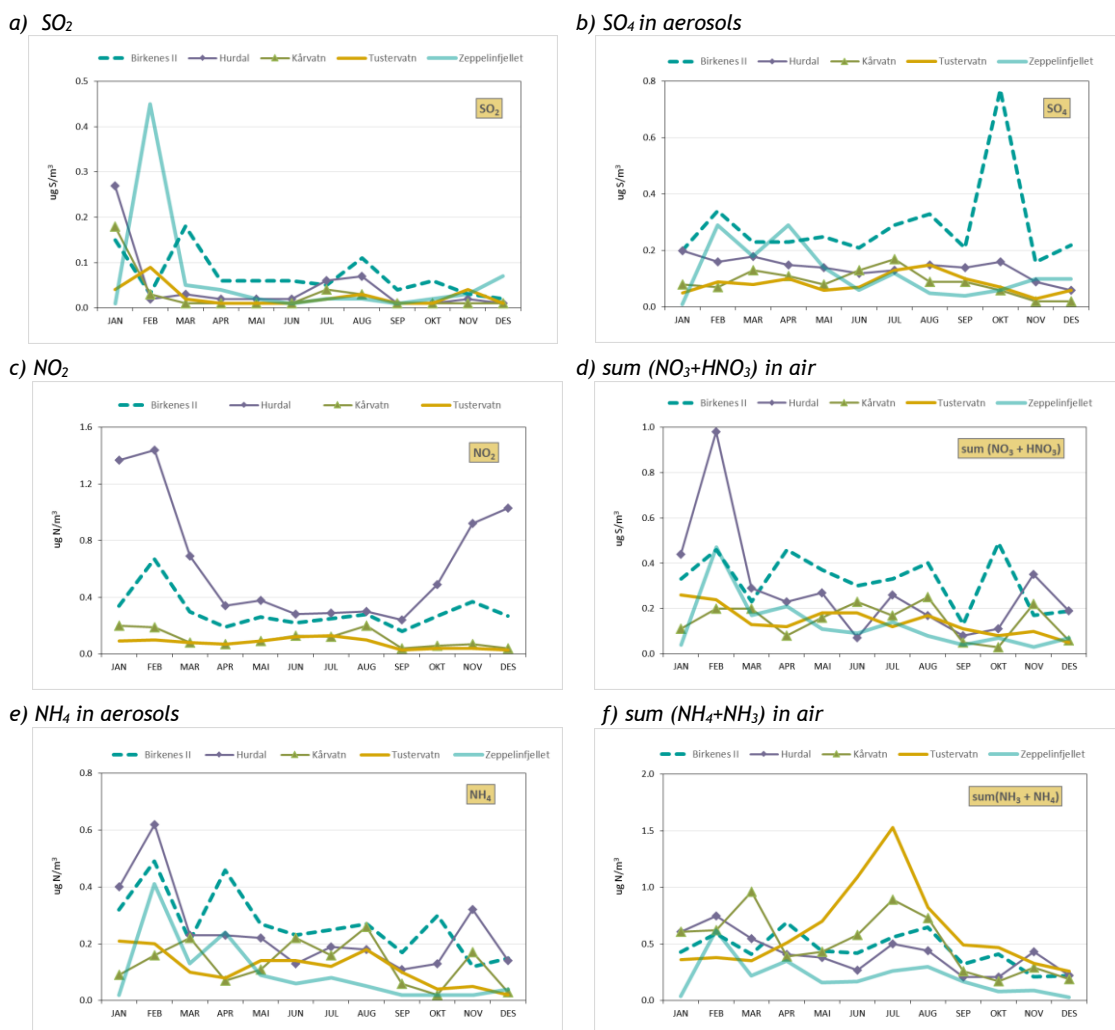 a) SO₂
b) SO₄ in aerosols
Birkenes II Hurdal Kårvatn Tustervatn Zeppelinfjellet
0.5
0.4
0.3
0.2
0.1
0.0
ug S/m³
SO₂
JAN FEB MAR APR MAI JUN JUL AUG SEP OKT NOV DES
Birkenes II Hurdal Kårvatn Tustervatn Zeppelinfjellet
0.8
0.6
0.4
0.2
0.0
ug S/m³
SO₄
JAN FEB MAR APR MAI JUN JUL AUG SEP OKT NOV DES
c) NO₂
d) sum (NO₃+HNO₃) in air
Birkenes II Hurdal Kårvatn Tustervatn
1.6
1.2
0.8
0.4
0.0
ug N/m³
NO₂
JAN FEB MAR APR MAI JUN JUL AUG SEP OKT NOV DES
Birkenes II Hurdal Kårvatn Tustervatn Zeppelinfjellet
1.0
0.8
0.6
0.4
0.2
0.0
ug S/m³
sum (NO₃ + HNO₃)
JAN FEB MAR APR MAI JUN JUL AUG SEP OKT NOV DES
e) NH₄ in aerosols
f) sum (NH₄+NH₃) in air
Birkenes II Hurdal Kårvatn Tustervatn Zeppelinfjellet
0.8
0.6
0.4
0.2
0.0
ug N/m³
NH₄
JAN FEB MAR APR MAI JUN JUL AUG SEP OKT NOV DES
Birkenes II Hurdal Kårvatn Tustervatn Zeppelinfjellet
2.0
1.5
1.0
0.5
0.0
ug N/m³
sum(NH₃ + NH₄)
JAN FEB MAR APR MAI JUN JUL AUG SEP OKT NOV DES